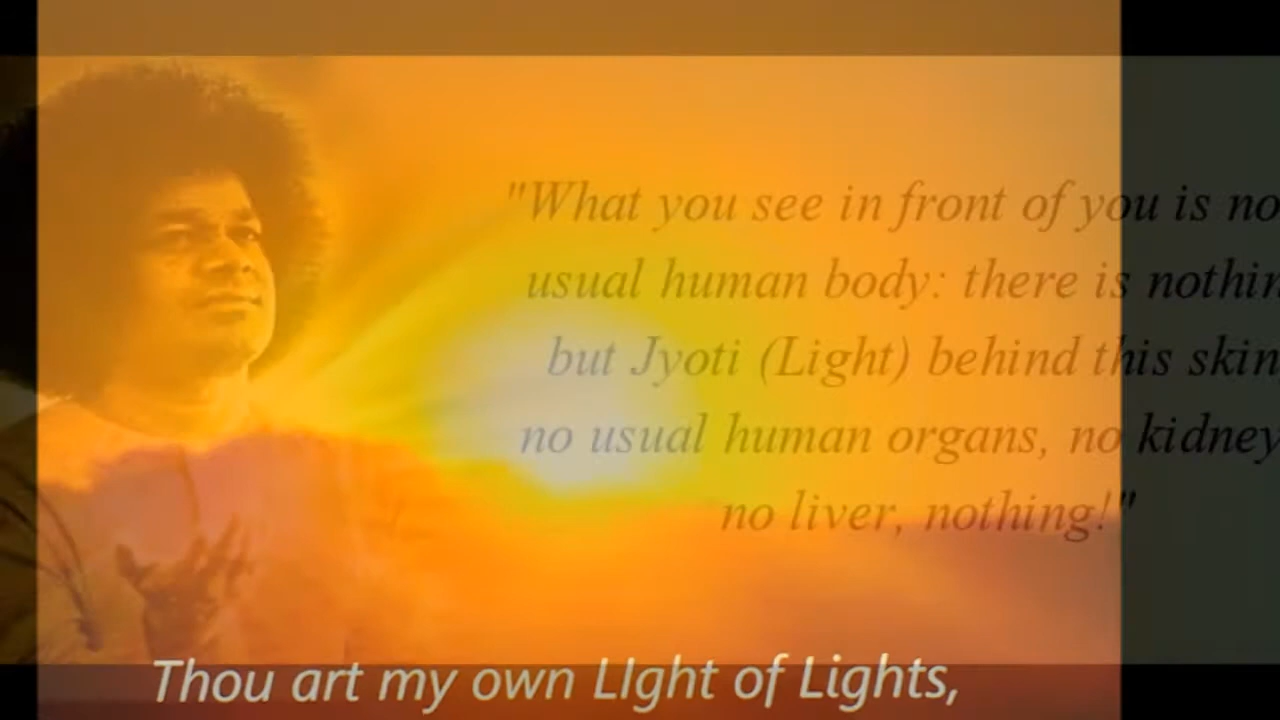 "What you see in front of you is no
usual human body: there is nothin
but Jyoti (Light) behind this skin
no usual human organs, no kidney
no liver, nothing!"
Thou art my own LIght of Lights,